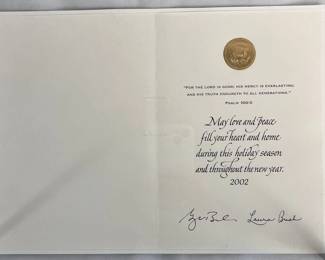 "FOR THE LORD IS GOOD; HIS MERCY IS EVERLASTING;
AND HIS TRUTH ENDURETH TO ALL GENERATIONS."
PSALM 100:5
May love and peace
fill your heart and home
during this holiday season
and throughout the new year.
2002
Laura Bush